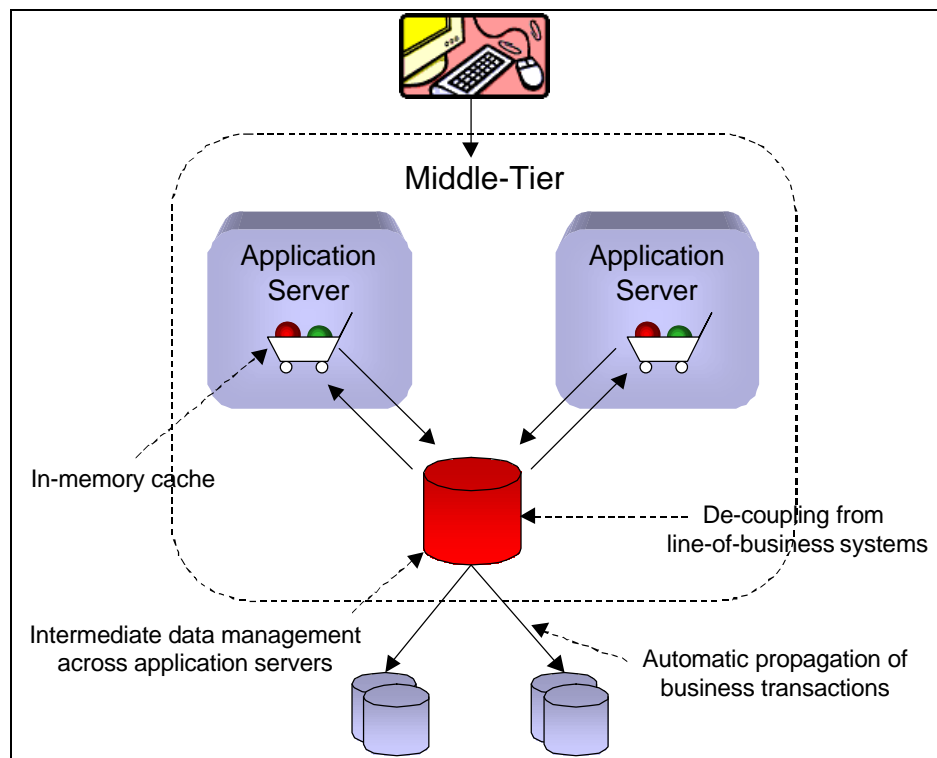 Middle-Tier
Application
Server
Application
Server
In-memory cache
De-coupling from
line-of-business systems
Intermediate data management
across application servers
Automatic propagation of
business transactions